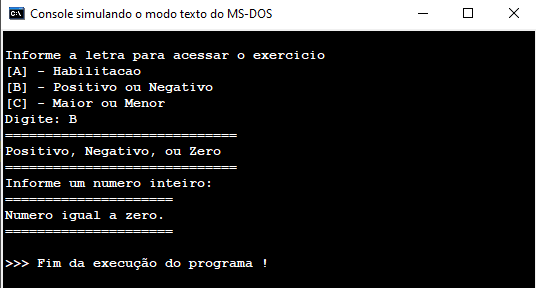 Console simulando o modo texto do MS-DOS
Informe a letra para acessar o exercicio
[A] - Habilitacao
[B] - Positivo ou Negativo
[C] - Maior ou Menor
Digite: B
==============================
Positivo, Negativo, ou Zero
==============================
Informe um numero inteiro:
=====================
Numero igual a zero.
=====================
>>> Fim da execução do programa !